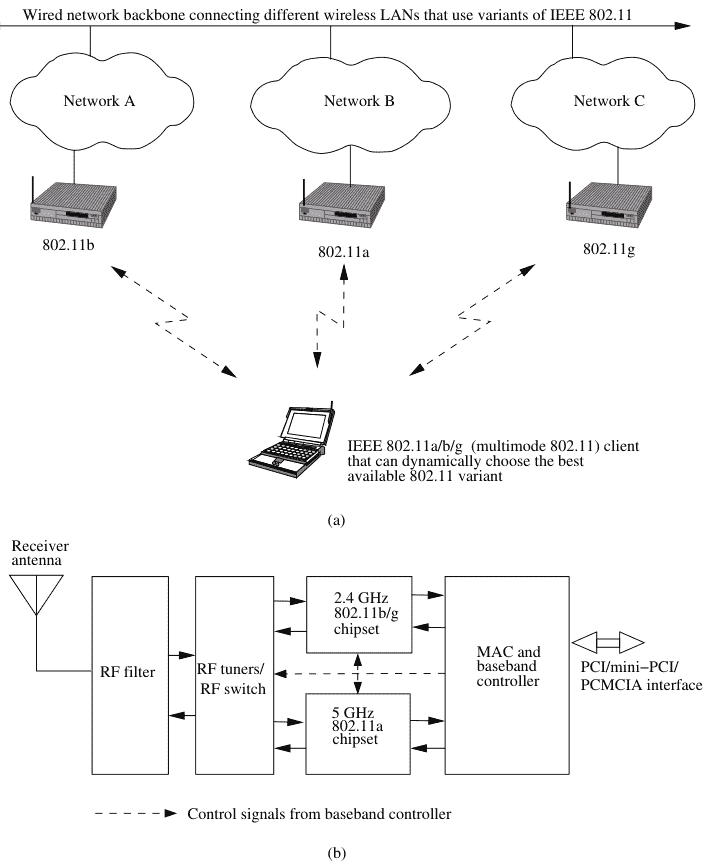 Wired network backbone connecting different wireless LANs that use variants of IEEE 802.11
Network A
Network B
Network C
802.11b
802.11a
802.11g
IEEE 802.11a/b/g (multimode 802.11) client
that can dynamically choose the best
available 802.11 variant
(a)
Receiver
antenna
RF filter
RF tuners/
RF switch
2.4 GHz
802.11b/g
chipset
5 GHz
802.11a
chipset
MAC and
baseband
controller
PCI/mini−PCI/
PCMCIA interface
Control signals from baseband controller
(b)